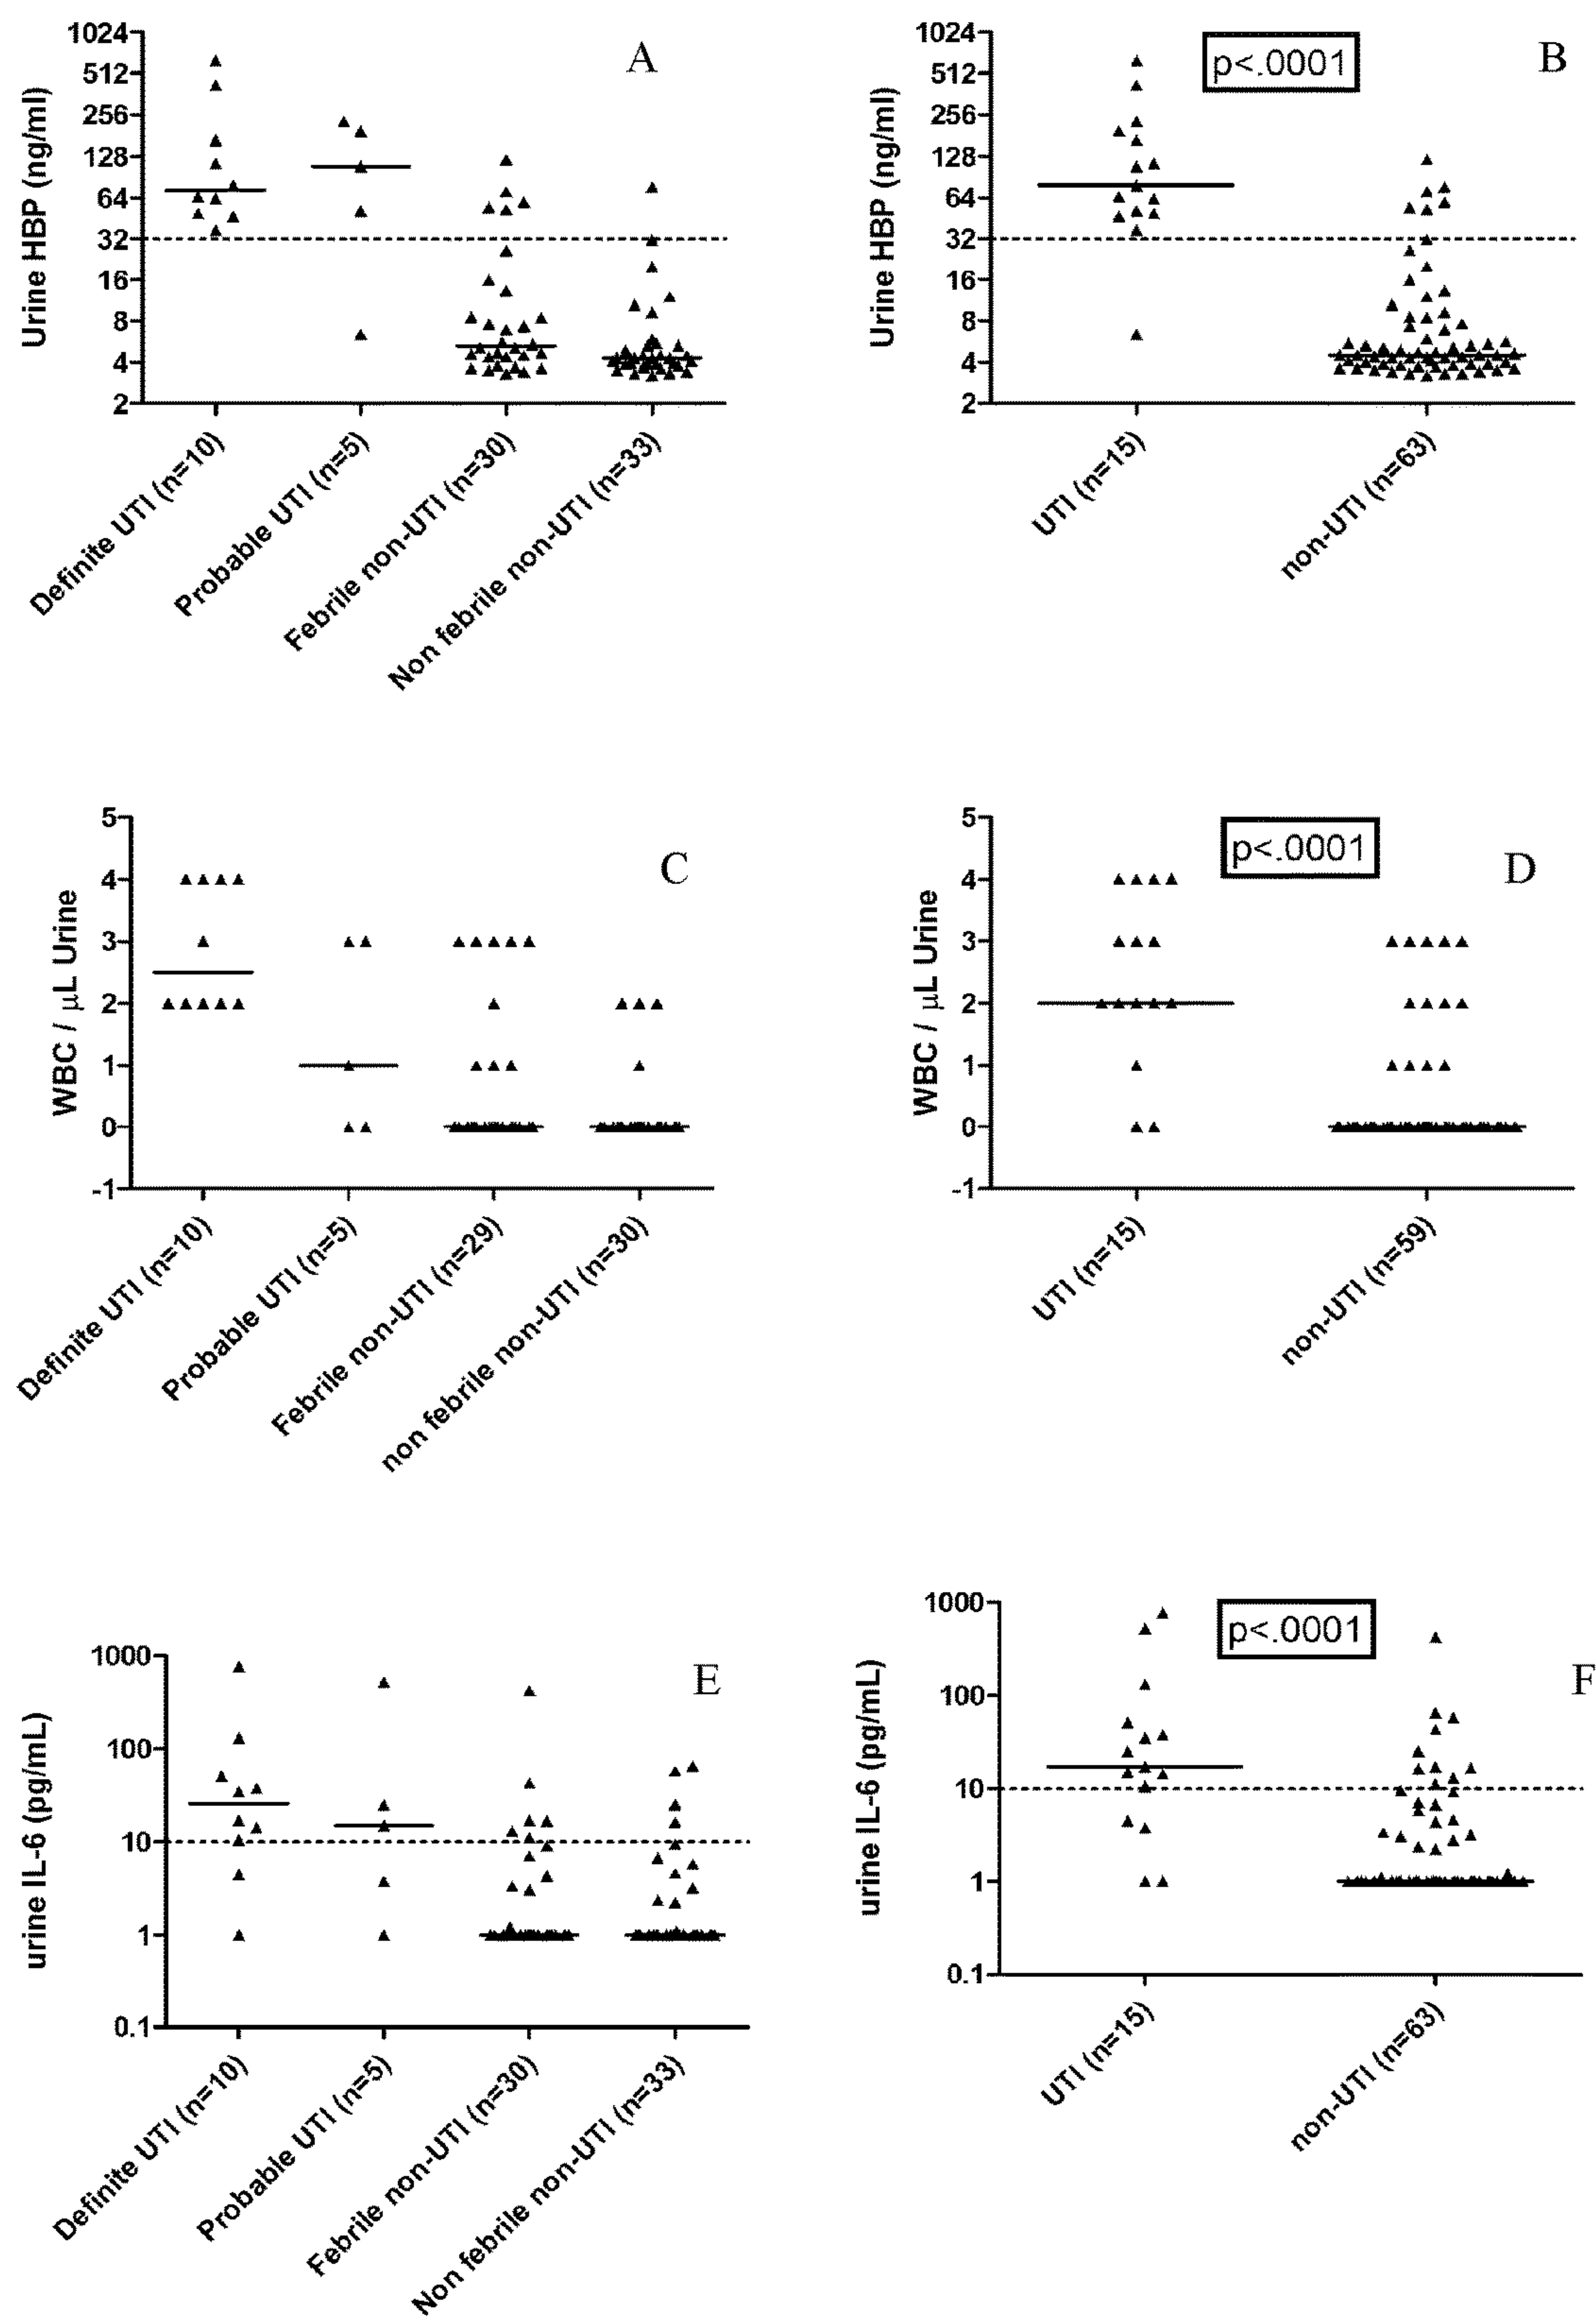 A
Urine HBP (ng/ml)
1024
512
256
128
64
32
16
8
4
2
Definite UTI (n=10)
Probable UTI (n=5)
Febrile non-UTI (n=30)
Non febrile non-UTI (n=33)
B
p<.0001
Urine HBP (ng/ml)
1024
512
256
128
64
32
16
8
4
2
UTI (n=15)
non-UTI (n=63)
C
WBC / μL Urine
5
4
3
2
1
0
-1
Definite UTI (n=10)
Probable UTI (n=5)
Febrile non-UTI (n=29)
non febrile non-UTI (n=30)
D
p<.0001
WBC / μL Urine
5
4
3
2
1
0
-1
UTI (n=15)
non-UTI (n=59)
E
urine IL-6 (pg/mL)
1000
100
10
1
0.1
Definite UTI (n=10)
Probable UTI (n=5)
Febrile non-UTI (n=30)
Non febrile non-UTI (n=33)
F
p<.0001
urine IL-6 (pg/mL)
1000
100
10
1
0.1
UTI (n=15)
non-UTI (n=63)